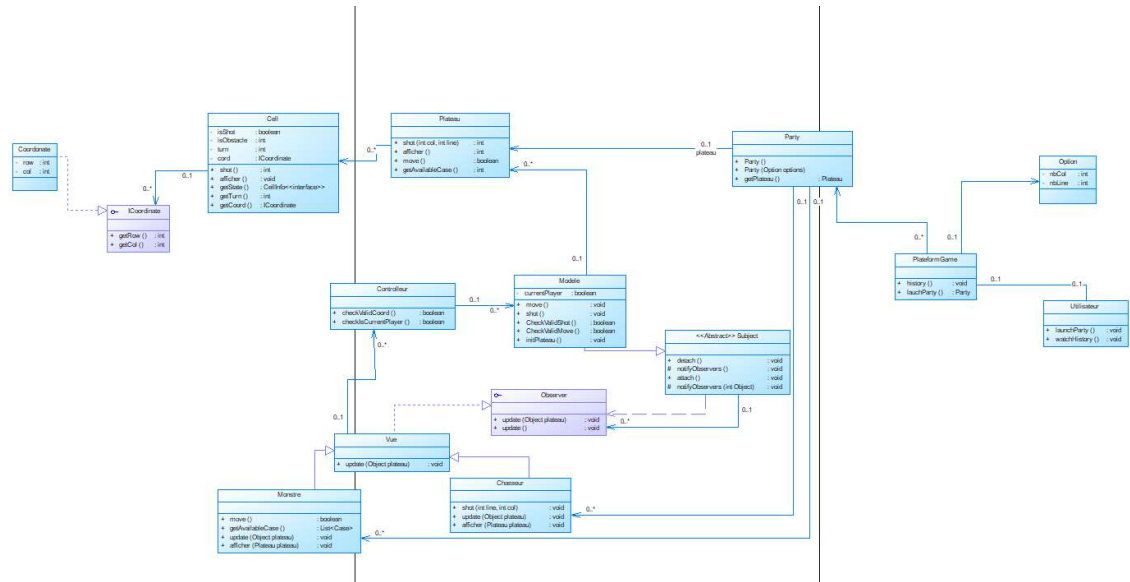 Coordonate
- row : int
- col : int
ICoordinate
+ getRow () : int
+ getCol () : int
0..*
0..1
Cell
- isShot : boolean
- isObstacle : int
- turn : int
- cord : ICoordinate
+ shot () : int
+ afficher () : void
+ getState () : CellInfo<<interface>>
+ getTurn () : int
+ getCoord () : ICoordinate
0..*
Plateau
+ shot (int col, int line) : int
+ afficher () : int
+ move () : boolean
+ getAvailableCase () : int
0..*
0..1
0..1
plateau
Party
+ Party ()
+ Party (Option options)
+ getPlateau () : Plateau
0..1
0..1
Option
- nbCol : int
- nbLine : int
0..*
0..1
PlateformGame
+ history () : void
+ lauchParty () : Party
0..1
0..1
Utilisateur
+ launchParty () : void
+ watchHistory () : void
Controlleur
+ checkValidCoord () : boolean
+ checkIsCurrentPlayer () : boolean
0..1
0..*
0..*
0..1
Modele
- currentPlayer : boolean
+ move () : void
+ shot () : void
+ CheckValidShot () : boolean
+ CheckValidMove () : boolean
+ initPlateau () : void
<<Abstract>> Subject
+ detach () : void
# notifyObservers () : void
+ attach () : void
# notifyObservers (int Object) : void
0..1
0..*
Observer
+ update (Object plateau) : void
+ update () : void
Vue
+ update (Object plateau) : void
Chasseur
+ shot (int line, int col) : void
+ update (Object plateau) : void
+ afficher (Plateau plateau) : void
0..*
Monstre
+ move () : boolean
+ getAvailableCase () : List<Case>
+ update (Object plateau) : void
+ afficher (Plateau plateau) : void
0..*